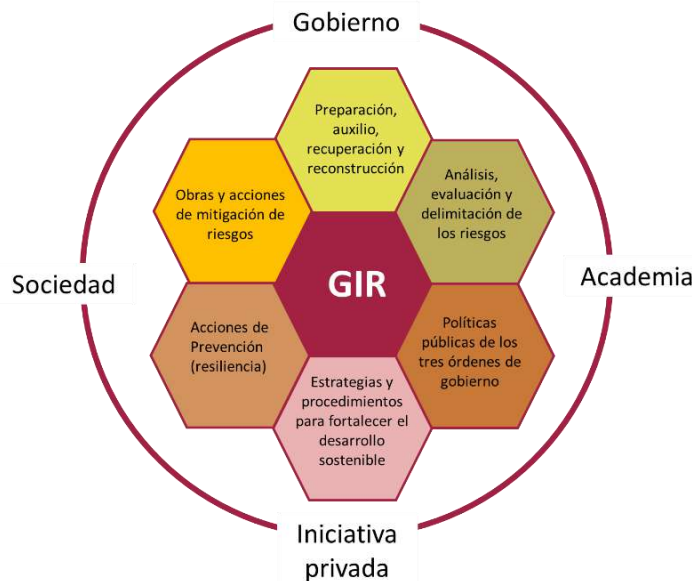 Gobierno
Preparación,
auxilio,
recuperación y
reconstrucción
Obras y acciones
de mitigación de
riesgos
Análisis,
evaluación y
delimitación de
los riesgos
Sociedad
GIR
Academia
Acciones de
Prevención
(resiliencia)
Políticas
públicas de los
tres órdenes de
gobierno
Estrategias y
procedimientos
para fortalecer el
desarrollo
sostenible
Iniciativa
privada